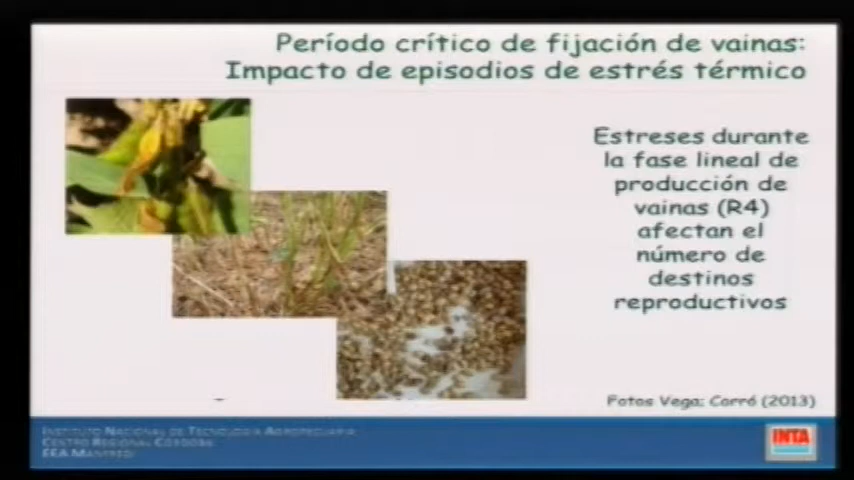 Período crítico de fijación de vainas:
Impacto de episodios de estrés térmico
Estreses durante
la fase lineal de
producción de
vainas (R4)
afectan el
número de
destinos
reproductivos
Fotos Vega; Corró (2013)
Instituto Nacional de Tecnología Agropecuaria
Centro Regional Córdoba
EEA Manfredi
INTA